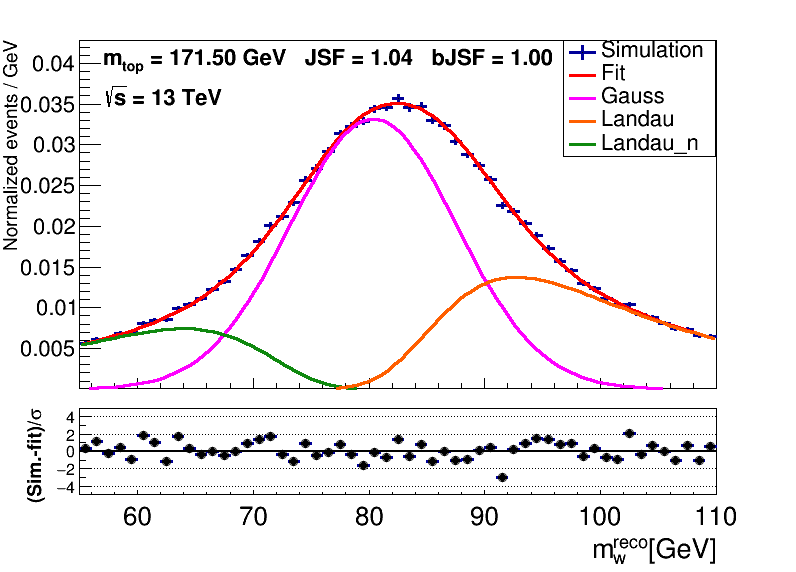 Normalized events / GeV
m_top = 171.50 GeV JSF = 1.04 bJSF = 1.00
√s = 13 TeV
Simulation
Fit
Gauss
Landau
Landau_n
0.04
0.035
0.03
0.025
0.02
0.015
0.01
0.005
(Sim.-fit)/σ
4
2
0
−2
−4
60 70 80 90 100 110
m_w^reco[GeV]